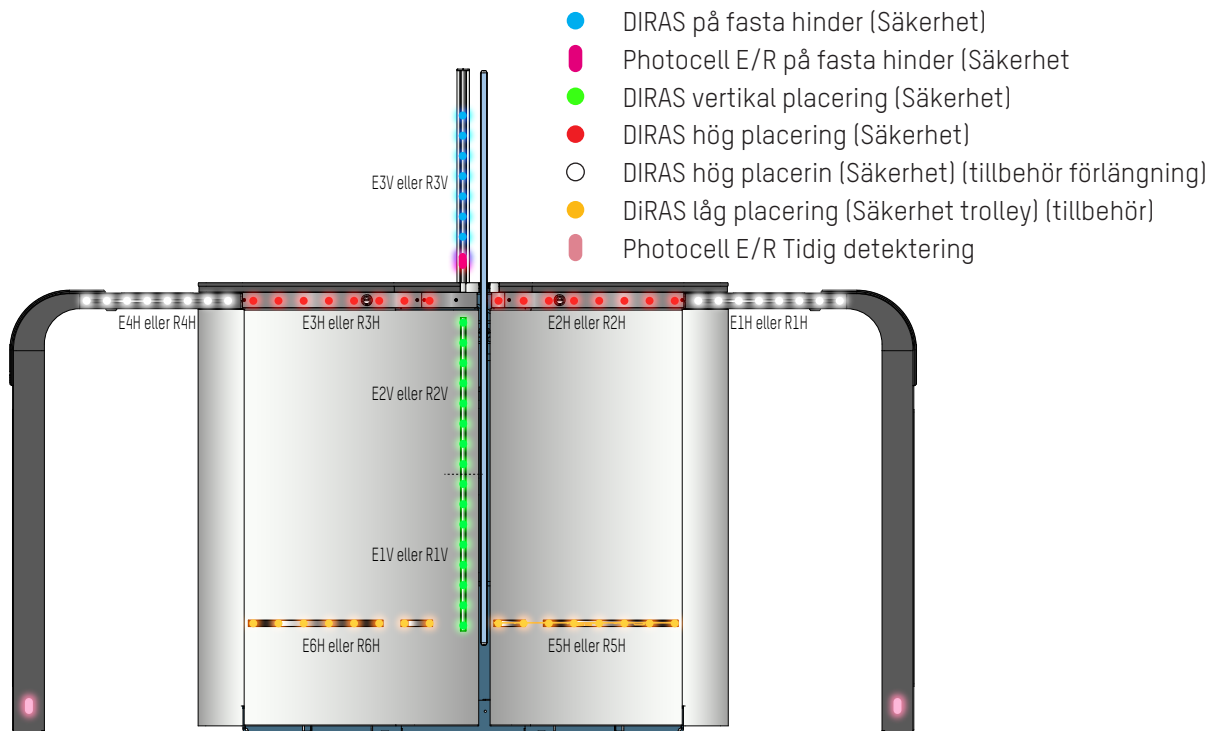 DIRAS på fasta hinder (Säkerhet)
Photocell E/R på fasta hinder (Säkerhet
DIRAS vertikal placering (Säkerhet)
DIRAS hög placering (Säkerhet)
DIRAS hög placerin (Säkerhet) (tillbehör förlängning)
DiRAS låg placering (Säkerhet trolley) (tillbehör)
Photocell E/R Tidig detektering
E3V eller R3V
E4H eller R4H
E3H eller R3H
E2H eller R2H
E1H eller R1H
E2V eller R2V
E1V eller R1V
E6H eller R6H
E5H eller R5H